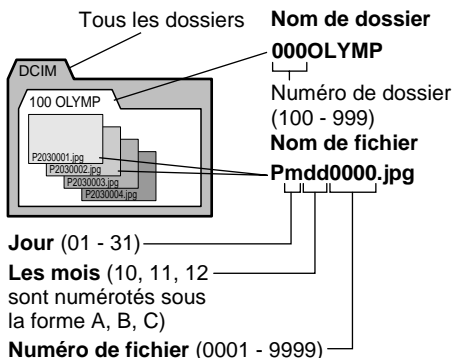 Tous les dossiers
Nom de dossier
000OLYMP
Numéro de dossier
(100 - 999)
DCIM
100 OLYMP
P2030001.jpg
P2030002.jpg
P2030003.jpg
P2030004.jpg
Nom de fichier
Pmdd0000.jpg
Jour (01 - 31)
Les mois (10, 11, 12
sont numérotés sous
la forme A, B, C)
Numéro de fichier (0001 - 9999)